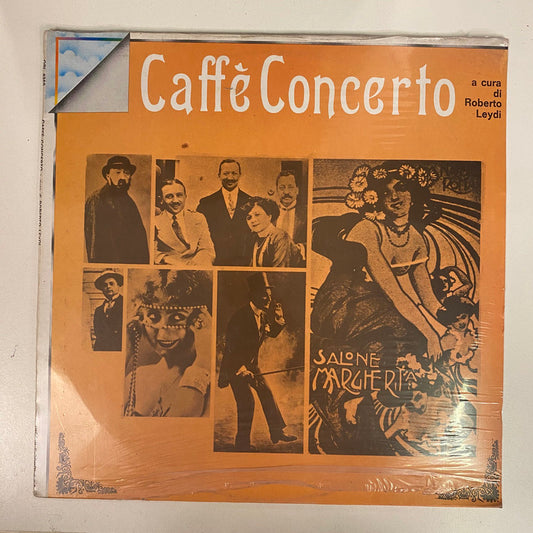 Caffè Concerto
a cura
di
Roberto
Leydi
SALONE
MARGHERITA